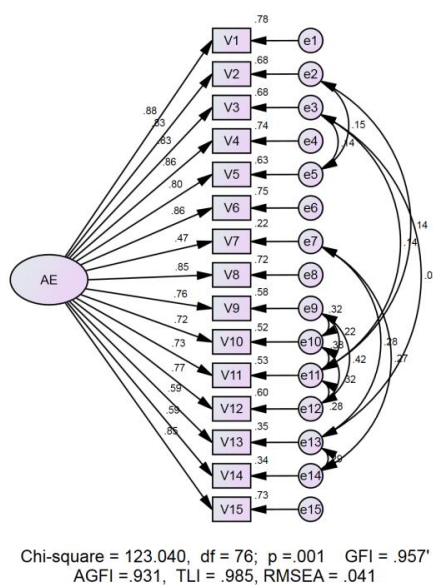 .78
V1 e1
.68
V2 e2
.88 .68
.83 V3 e3
.83 .74 .15
V4 e4 .14
.86 .63
V5 e5
.80 .75
V6 e6
.86 .22 .14
V7 e7 .14
.47 .72 .0
AE .85 V8 e8
.76 .58
V9 e9 .32
.72 .52 .28
V10 e10 .22 .42 .27
.73 .53 .38
V11 e11
.77 .60 .32
V12 e12
.59 .35 .28
V13 e13
.59 .34
V14 e14
.85 .73
V15 e15
Chi-square = 123.040, df = 76; p =.001 GFI = .957'
AGFI =.931, TLI = .985, RMSEA = .041